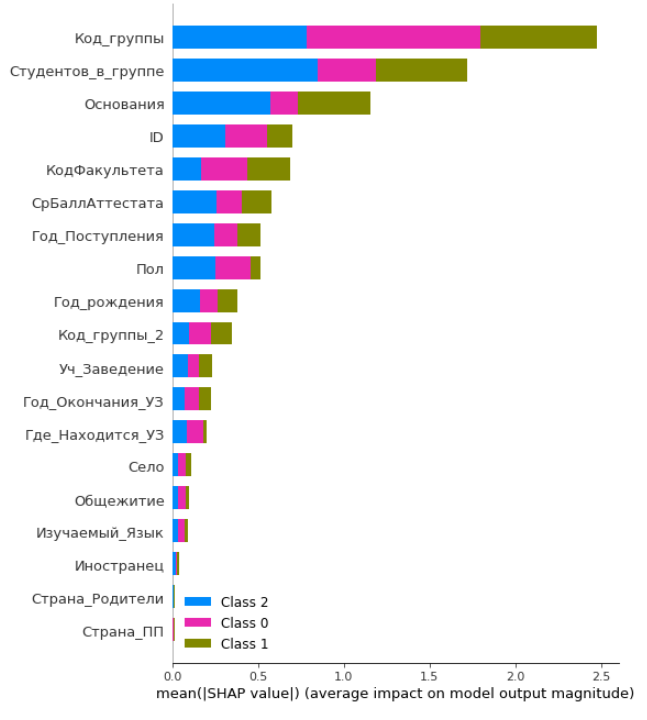 Код_группы
Студентов_в_группе
Основания
ID
КодФакультета
СрБаллАттестата
Год_Поступления
Пол
Год_рождения
Код_группы_2
Уч_Заведение
Год_Окончания_УЗ
Где_Находится_УЗ
Село
Общежитие
Изучаемый_Язык
Иностранец
Страна_Родители
Страна_ПП
Class 2
Class 0
Class 1
0.0 0.5 1.0 1.5 2.0 2.5
mean(|SHAP value|) (average impact on model output magnitude)